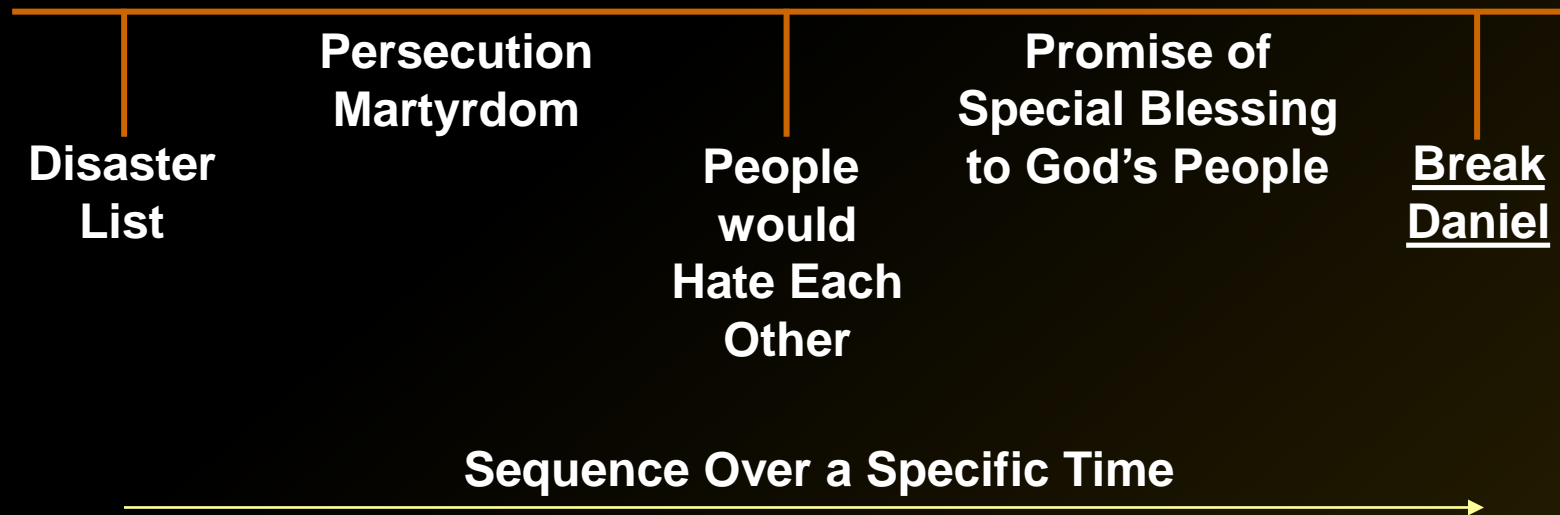 Disaster
List
Persecution
Martyrdom
People
would
Hate Each
Other
Promise of
Special Blessing
to God's People
Break
Daniel
Sequence Over a Specific Time